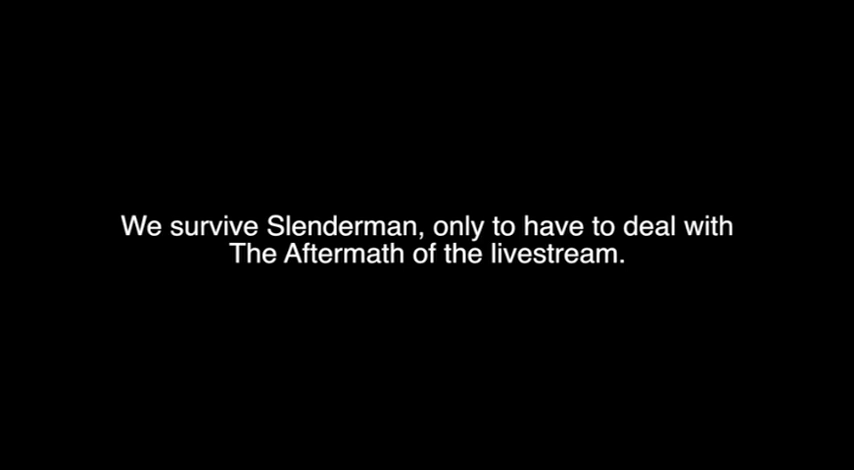 We survive Slenderman, only to have to deal with
The Aftermath of the livestream.